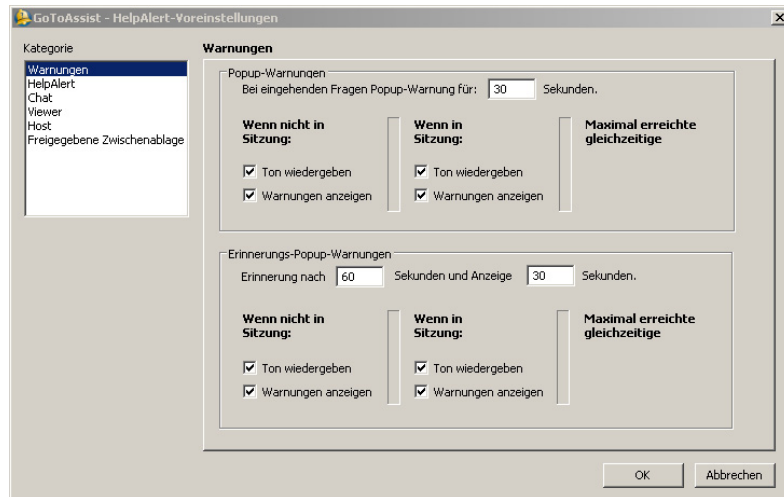 GoToAssist - HelpAlert-Voreinstellungen
Kategorie
Warnungen
HelpAlert
Chat
Viewer
Host
Freigegebene Zwischenablage
Warnungen
Popup-Warnungen
Bei eingehenden Fragen Popup-Warnung für: 30 Sekunden.
Wenn nicht in Sitzung:
Ton wiedergeben
Warnungen anzeigen
Wenn in Sitzung:
Ton wiedergeben
Warnungen anzeigen
Maximal erreichte gleichzeitige
Erinnerungs-Popup-Warnungen
Erinnerung nach 60 Sekunden und Anzeige 30 Sekunden.
Wenn nicht in Sitzung:
Ton wiedergeben
Warnungen anzeigen
Wenn in Sitzung:
Ton wiedergeben
Warnungen anzeigen
Maximal erreichte gleichzeitige
OK
Abbrechen